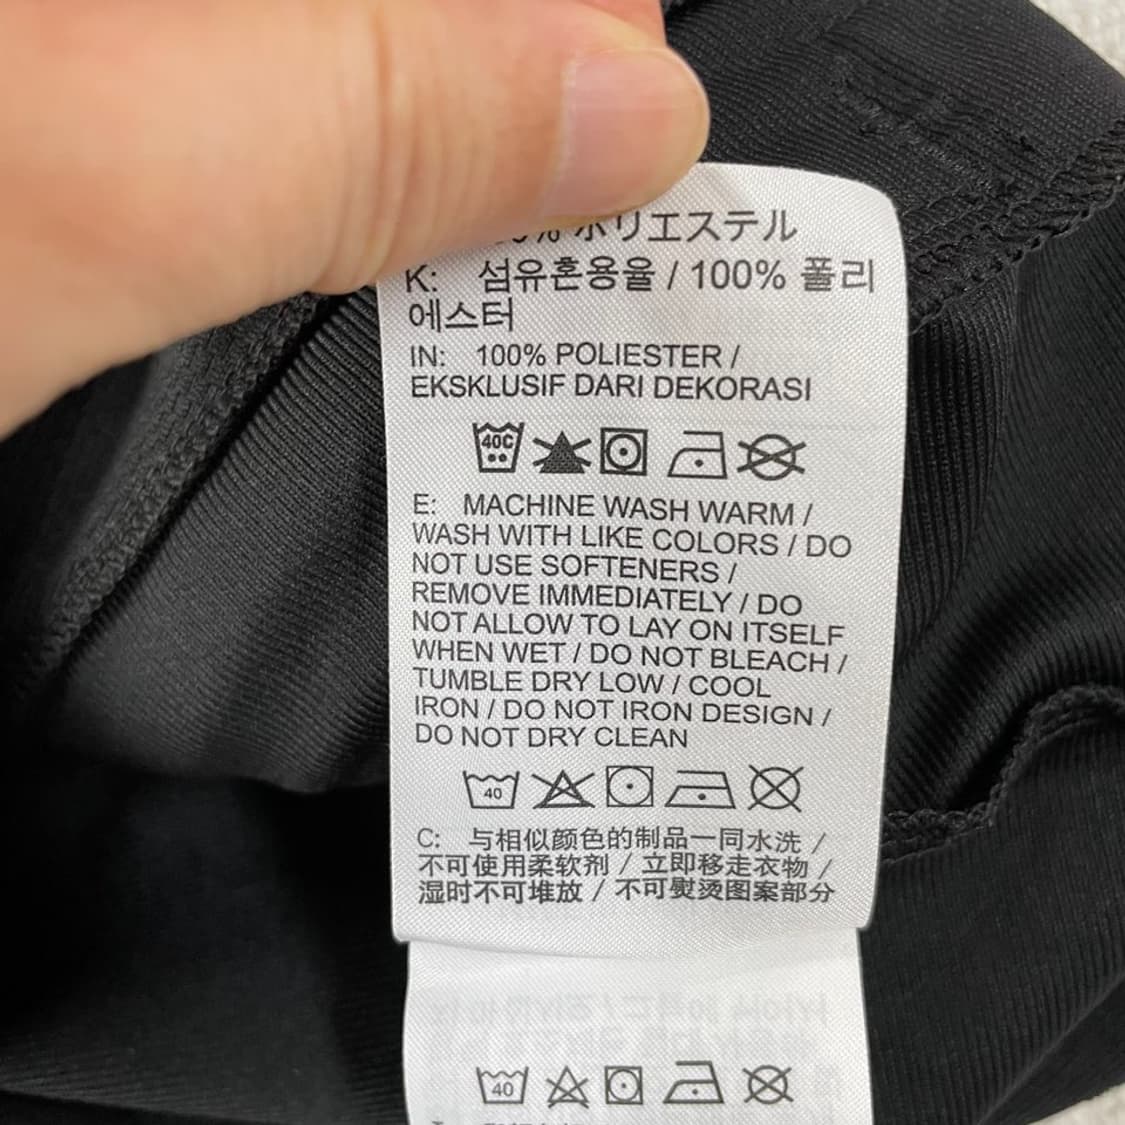 % ポリエステル
K: 섬유혼용율 / 100% 폴리
에스터
IN: 100% POLIESTER /
EKSKLUSIF DARI DEKORASI
40C
E: MACHINE WASH WARM /
WASH WITH LIKE COLORS / DO
NOT USE SOFTENERS /
REMOVE IMMEDIATELY / DO
NOT ALLOW TO LAY ON ITSELF
WHEN WET / DO NOT BLEACH /
TUMBLE DRY LOW / COOL
IRON / DO NOT IRON DESIGN /
DO NOT DRY CLEAN
40
C: 与相似颜色的制品一同水洗 /
不可使用柔软剂 / 立即移走衣物 /
湿时不可堆放 / 不可熨烫图案部分
40